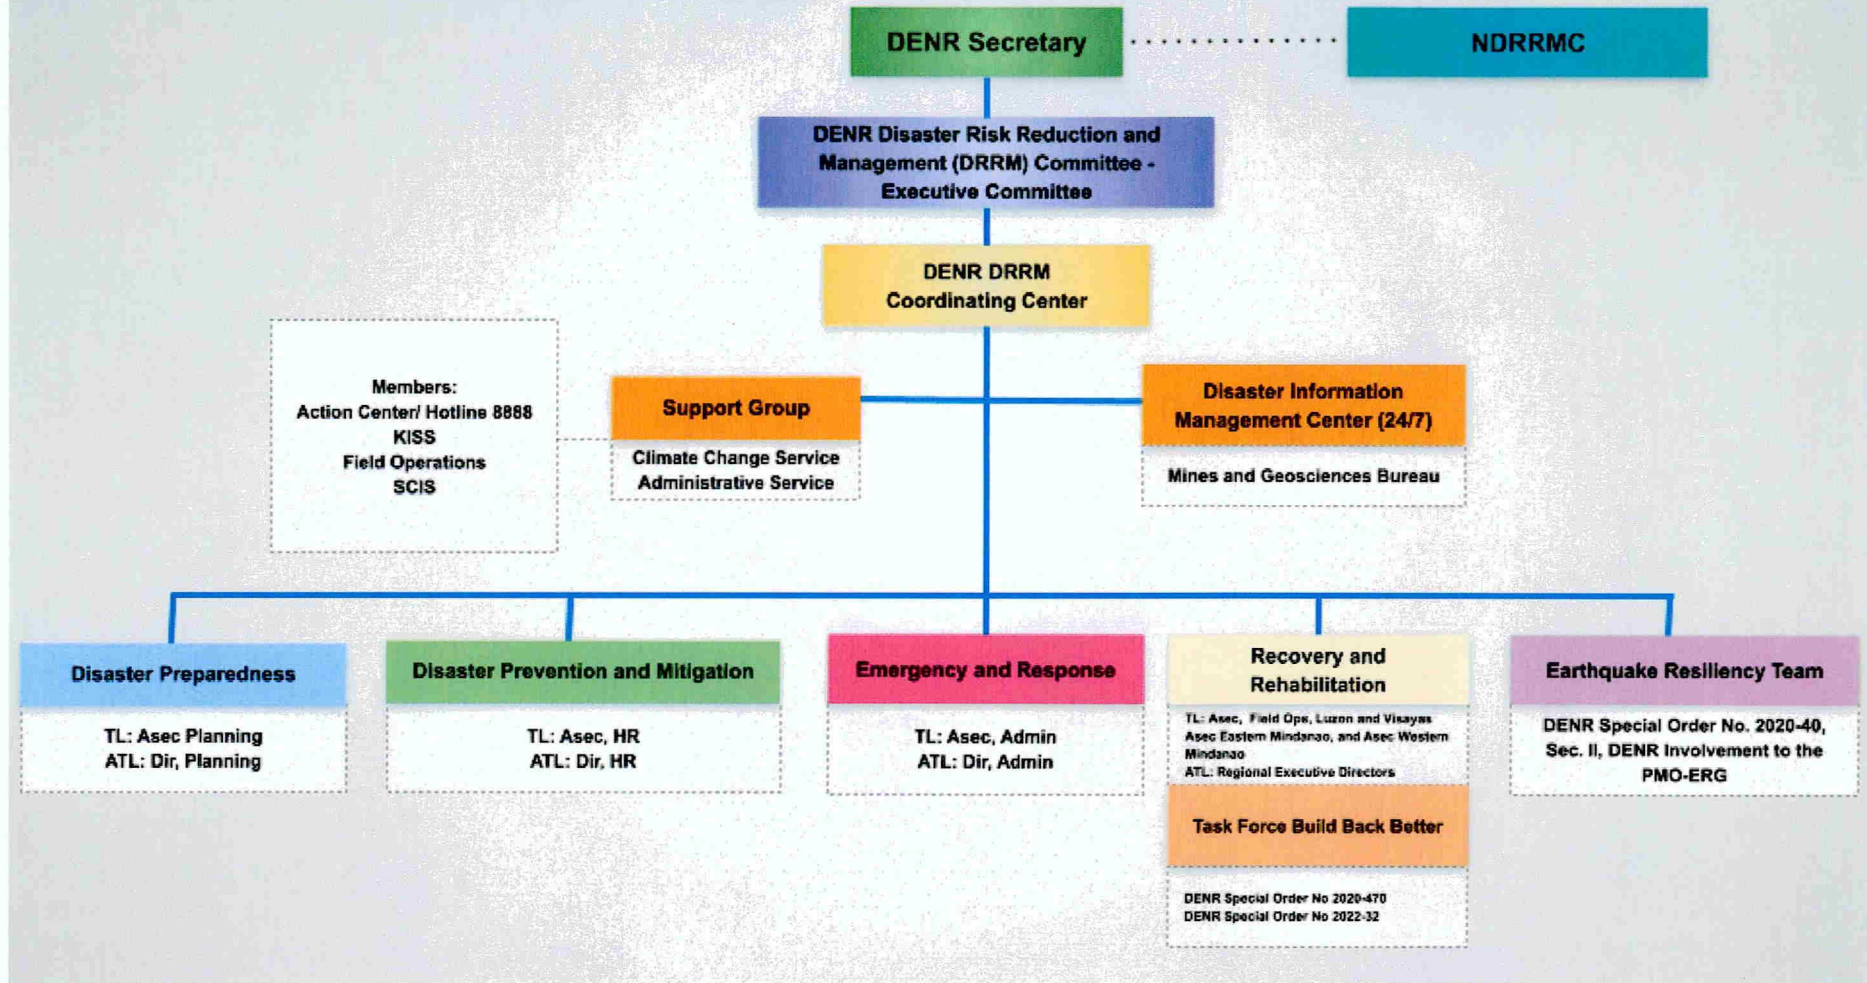 DENR Secretary
NDRRMC
DENR Disaster Risk Reduction and
Management (DRRM) Committee -
Executive Committee
DENR DRRM
Coordinating Center
Members:
Action Center/ Hotline 8888
KISS
Field Operations
SCIS
Support Group
Climate Change Service
Administrative Service
Disaster Information
Management Center (24/7)
Mines and Geosciences Bureau
Disaster Preparedness
TL: Asec Planning
ATL: Dir, Planning
Disaster Prevention and Mitigation
TL: Asec, HR
ATL: Dir, HR
Emergency and Response
TL: Asec, Admin
ATL: Dir, Admin
Recovery and
Rehabilitation
TL: Asec, Field Ops, Luzon and Visayas
Asec Eastern Mindanao, and Asec Western
Mindanao
ATL: Regional Executive Directors
Task Force Build Back Better
DENR Special Order No 2020-470
DENR Special Order No 2022-32
Earthquake Resiliency Team
DENR Special Order No. 2020-40,
Sec. II, DENR Involvement to the
PMO-ERG